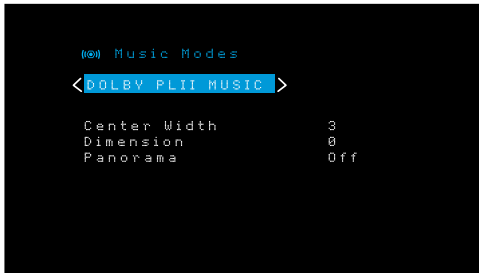 Music Modes
< DOLBY PLII MUSIC >
Center Width 3
Dimension 0
Panorama Off